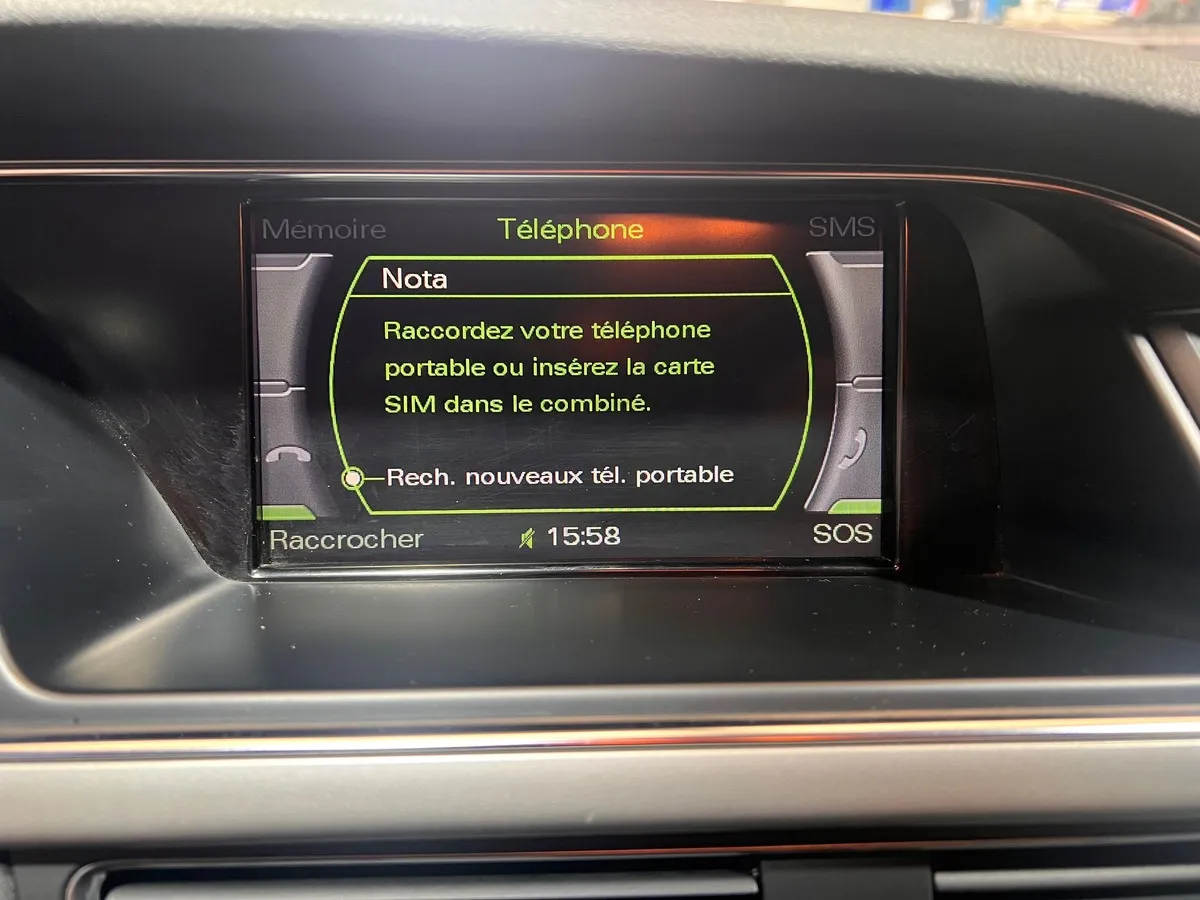 Mémoire Téléphone SMS
Nota
Raccordez votre téléphone
portable ou insérez la carte
SIM dans le combiné.
Rech. nouveaux tél. portable
Raccrocher 15:58 SOS